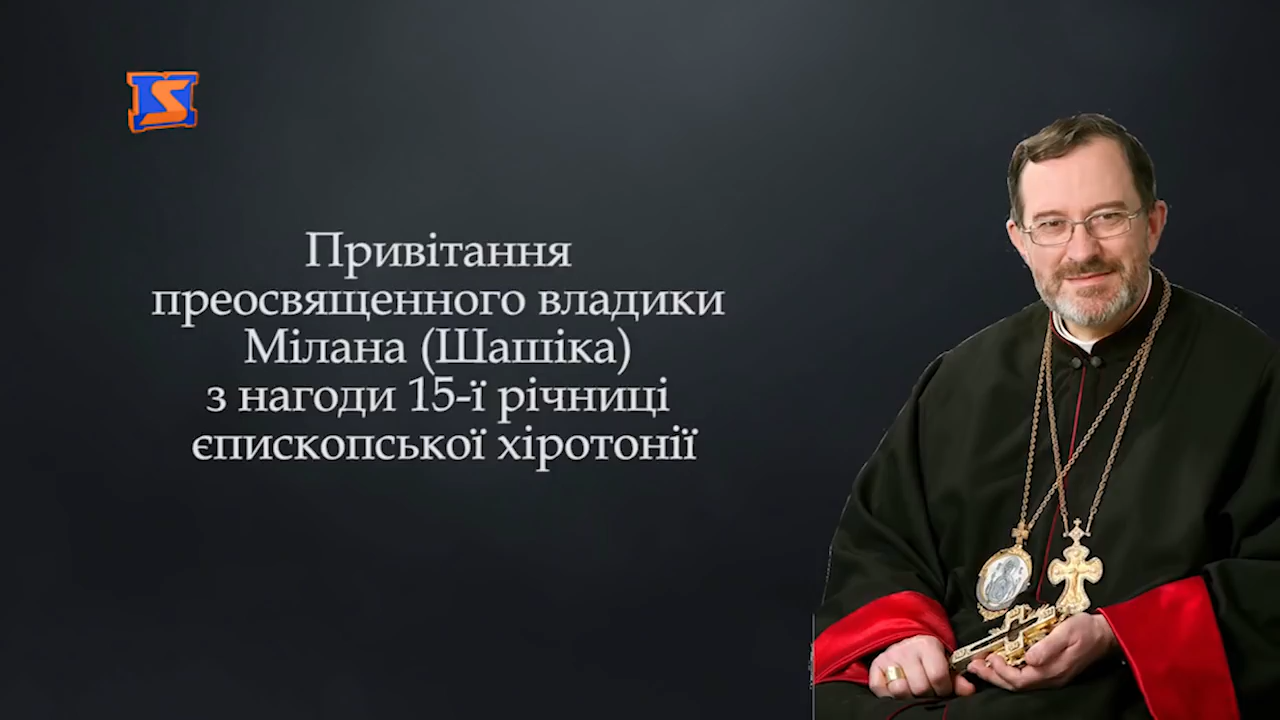 Привітання
преосвященного владики
Мілана (Шашіка)
з нагоди 15-ї річниці
єпископської хіротонії